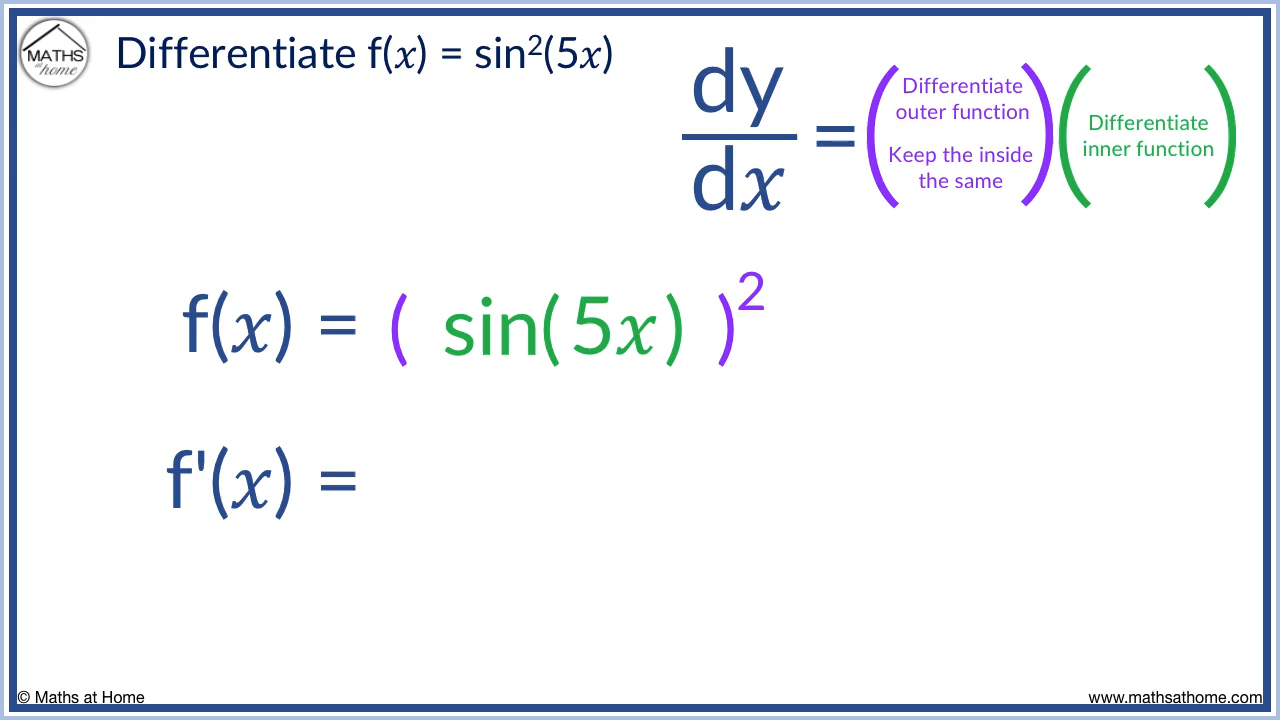 MATHS
at
home
Differentiate f(x) = sin²(5x)
dy
dx
=
Differentiate
outer function
Keep the inside
the same
Differentiate
inner function
f(x) = ( sin(5x) )²
f'(x) =
© Maths at Home
www.mathsathome.com